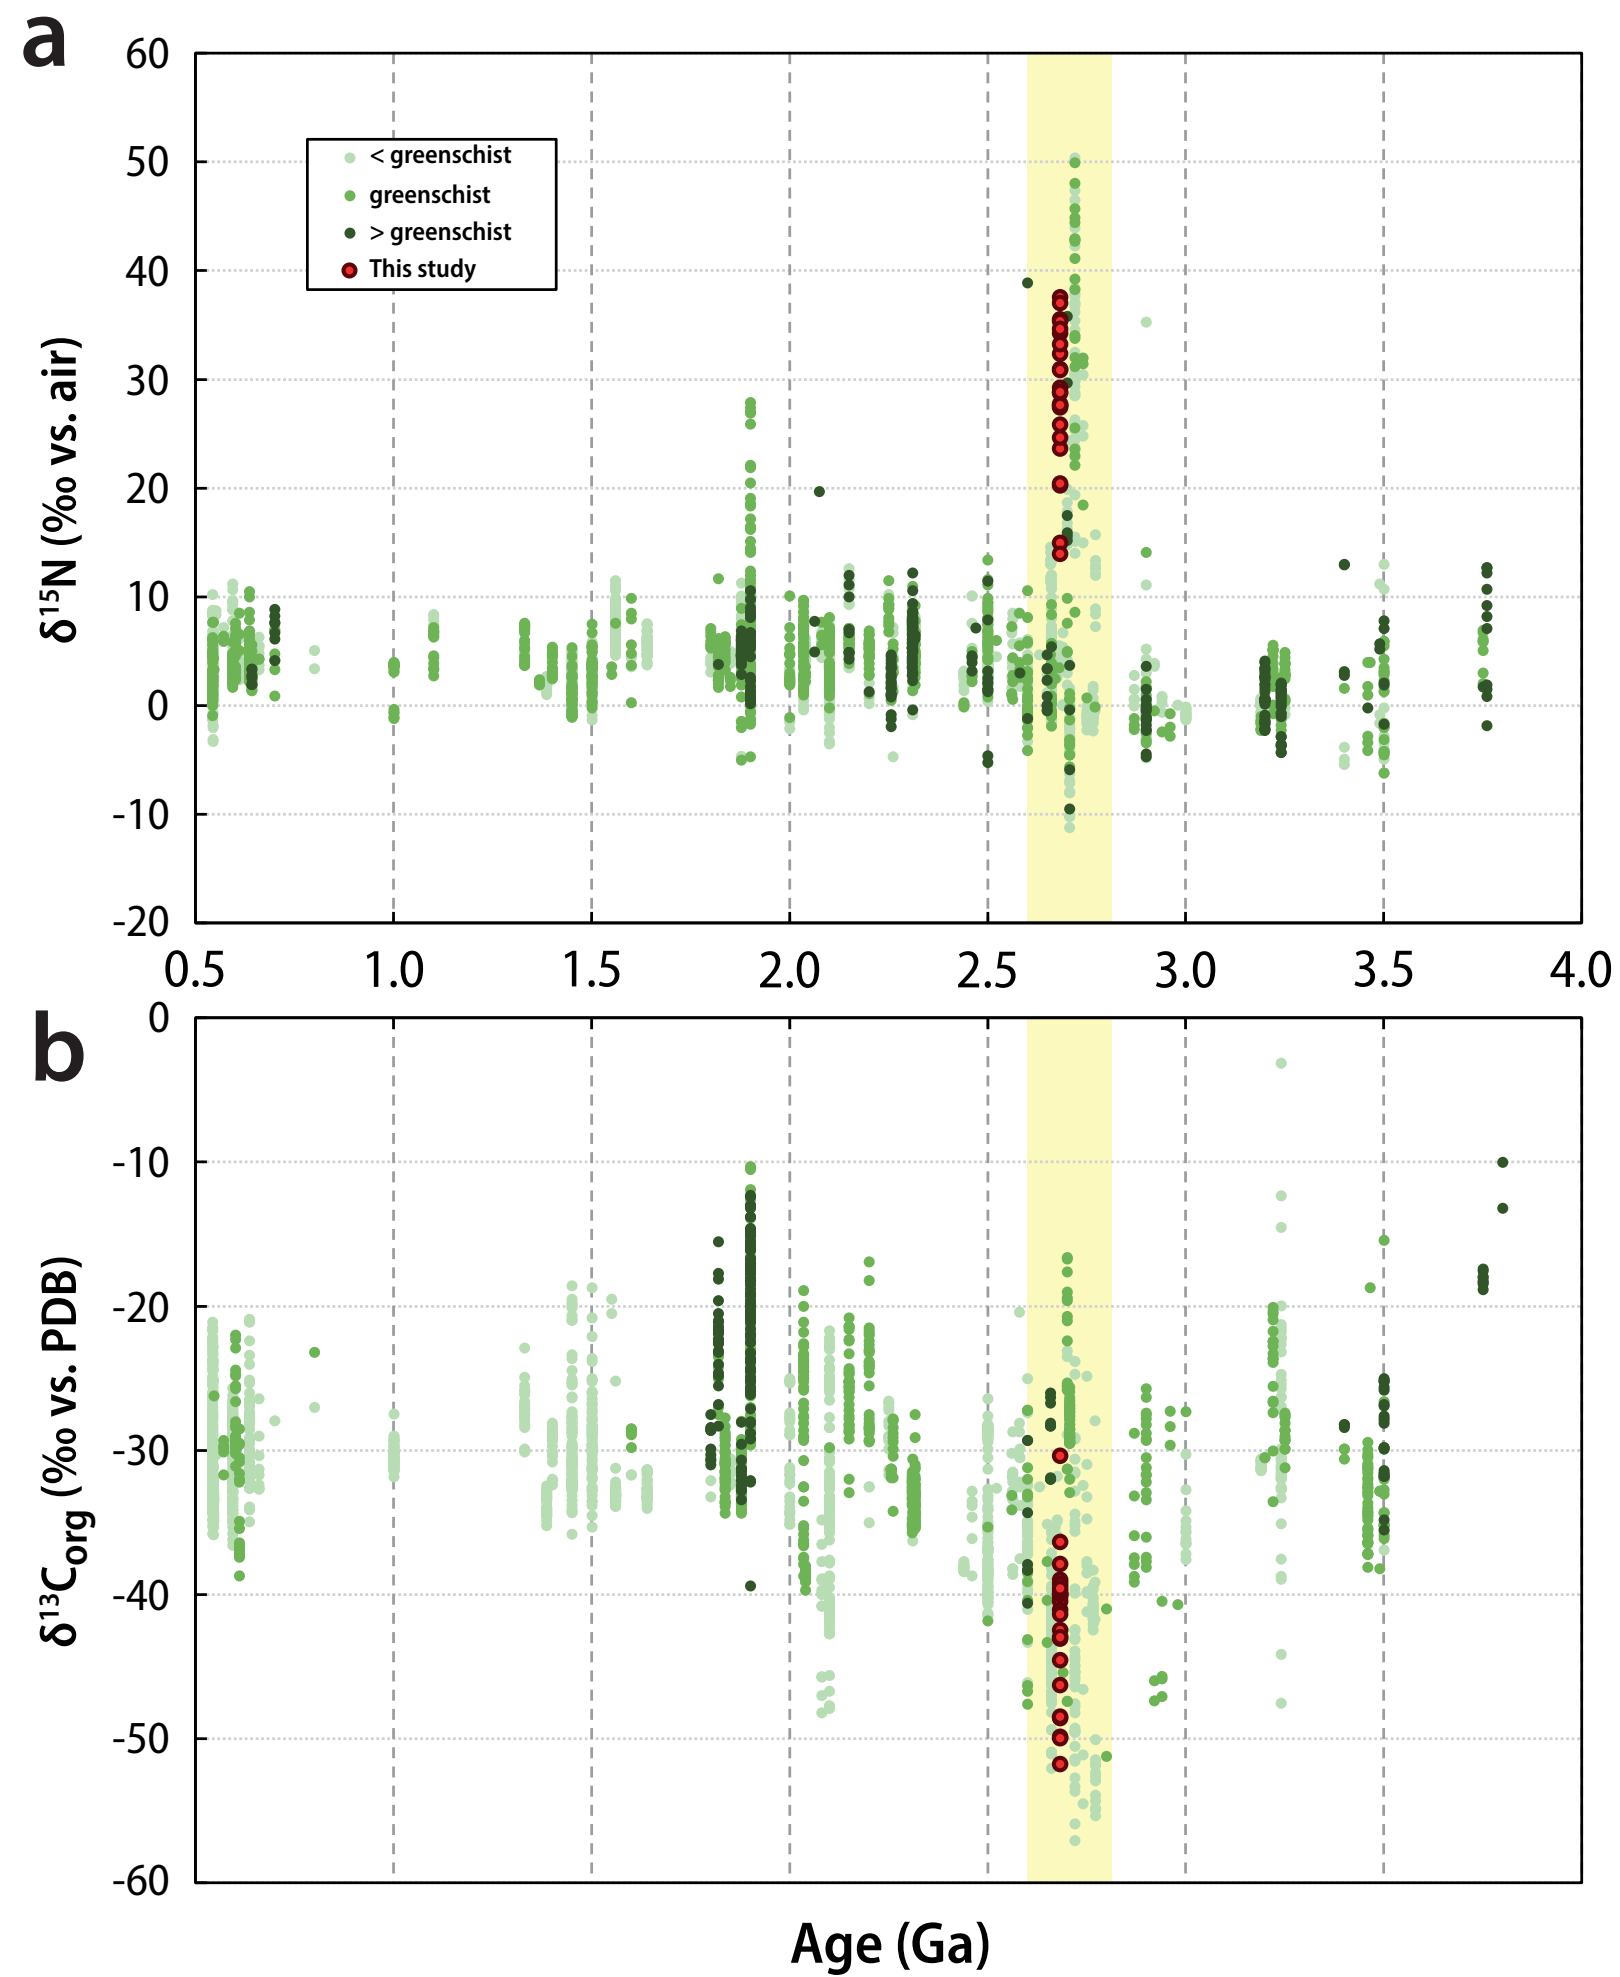 a
60
50
40
30
20
10
0
-10
-20
δ¹⁵N (‰ vs. air)
< greenschist
greenschist
> greenschist
This study
0.5 1.0 1.5 2.0 2.5 3.0 3.5 4.0
b
0
-10
-20
-30
-40
-50
-60
δ¹³Corg (‰ vs. PDB)
Age (Ga)